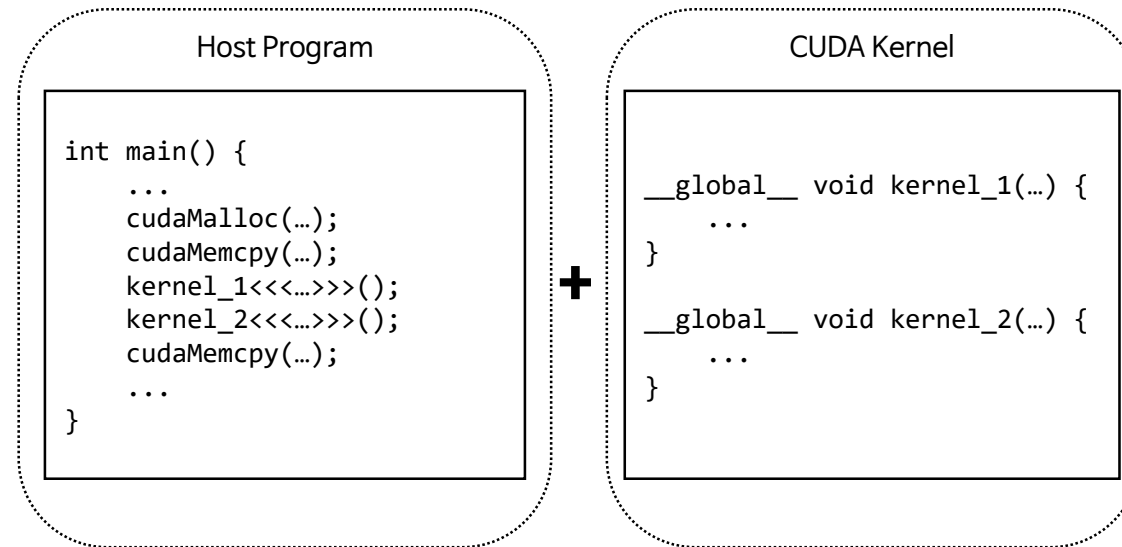 Host Program
int main() {
    ...
    cudaMalloc(…);
    cudaMemcpy(…);
    kernel_1<<<…>>>();
    kernel_2<<<…>>>();
    cudaMemcpy(…);
    ...
}
+
CUDA Kernel
__global__ void kernel_1(…) {
    ...
}
__global__ void kernel_2(…) {
    ...
}